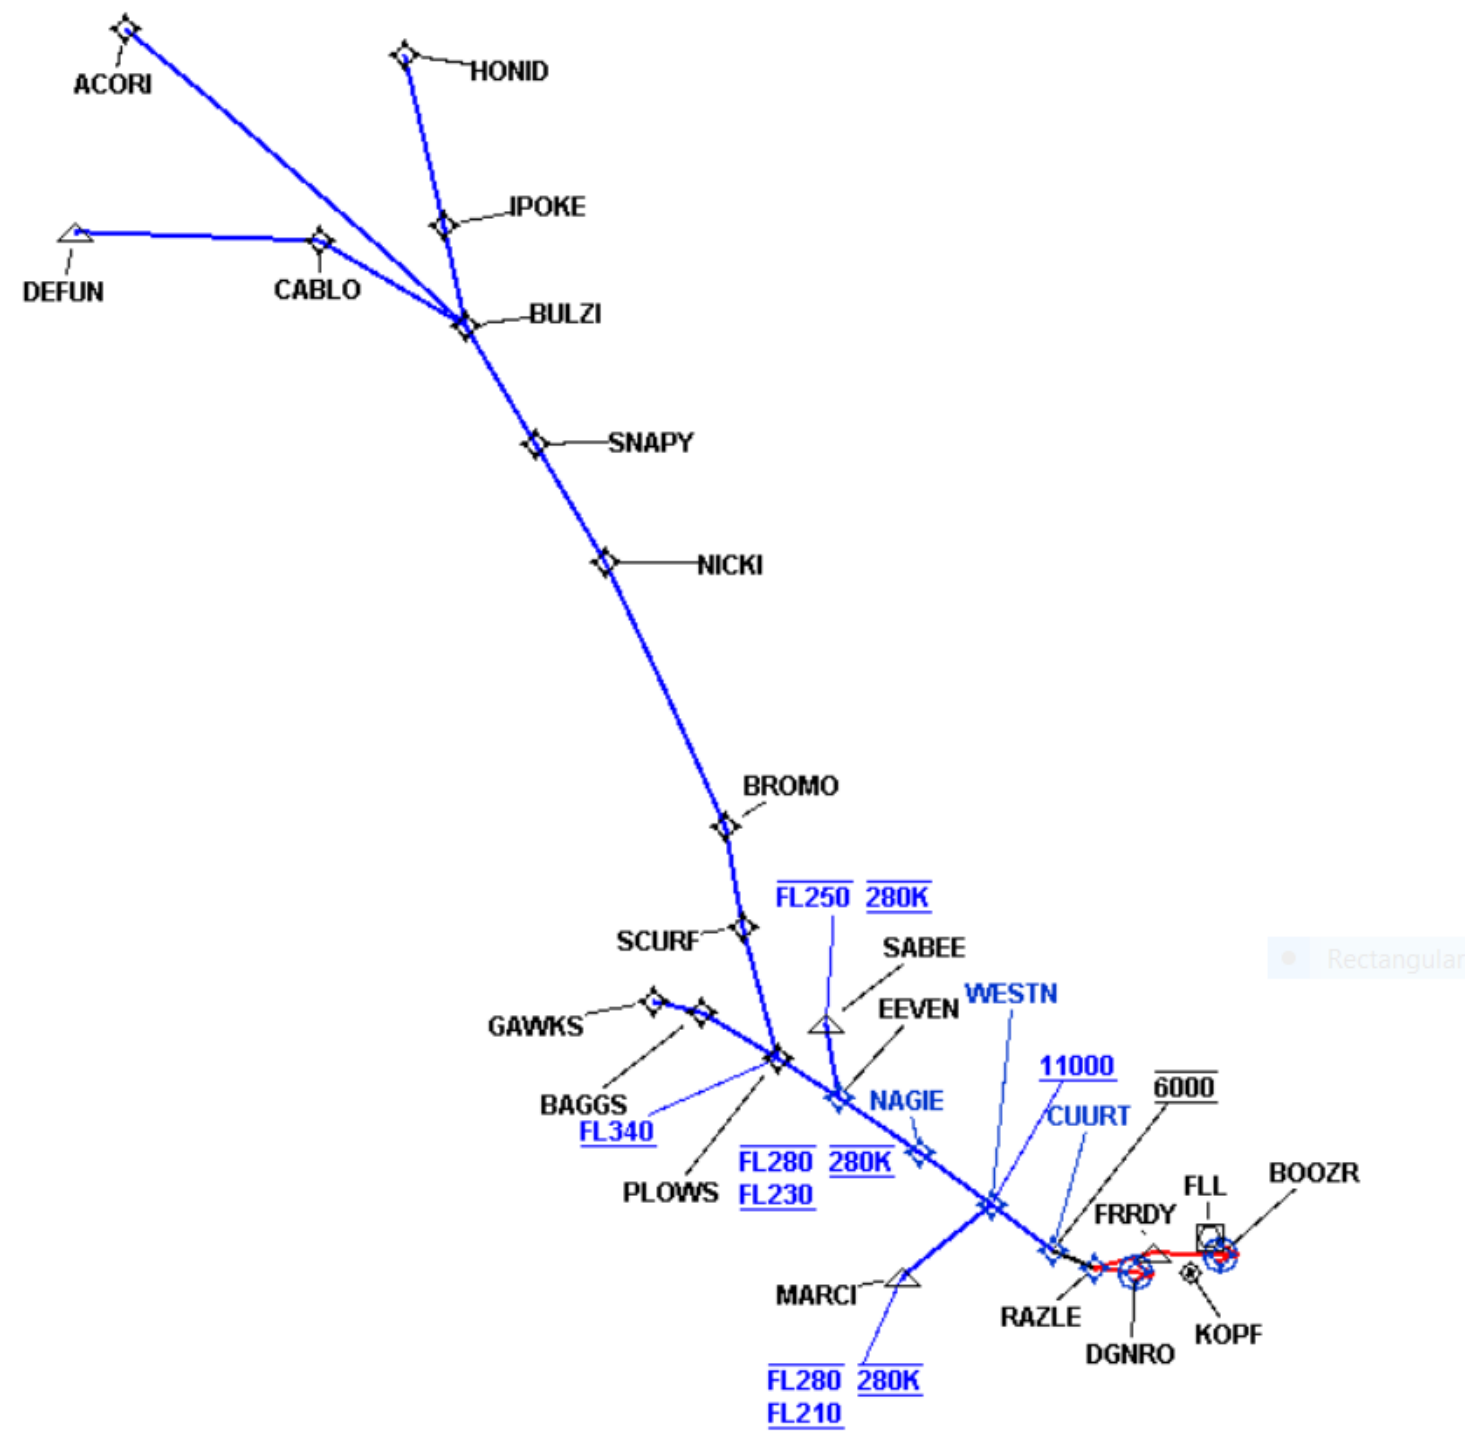 ACORI
HONID
IPOKE
DEFUN
CABLO
BULZI
SNAPY
NICKI
BROMO
FL250 280K
SCURF
SABEE
Rectangular
WESTN
EEVEN
GAWKS
11000
6000
NAGIE
BAGGS
CUURT
FL340
FL280 280K
FL230
PLOWS
FLL
BOOZR
FRRDY
MARCI
RAZLE
KOPF
DGNRO
FL280 280K
FL210